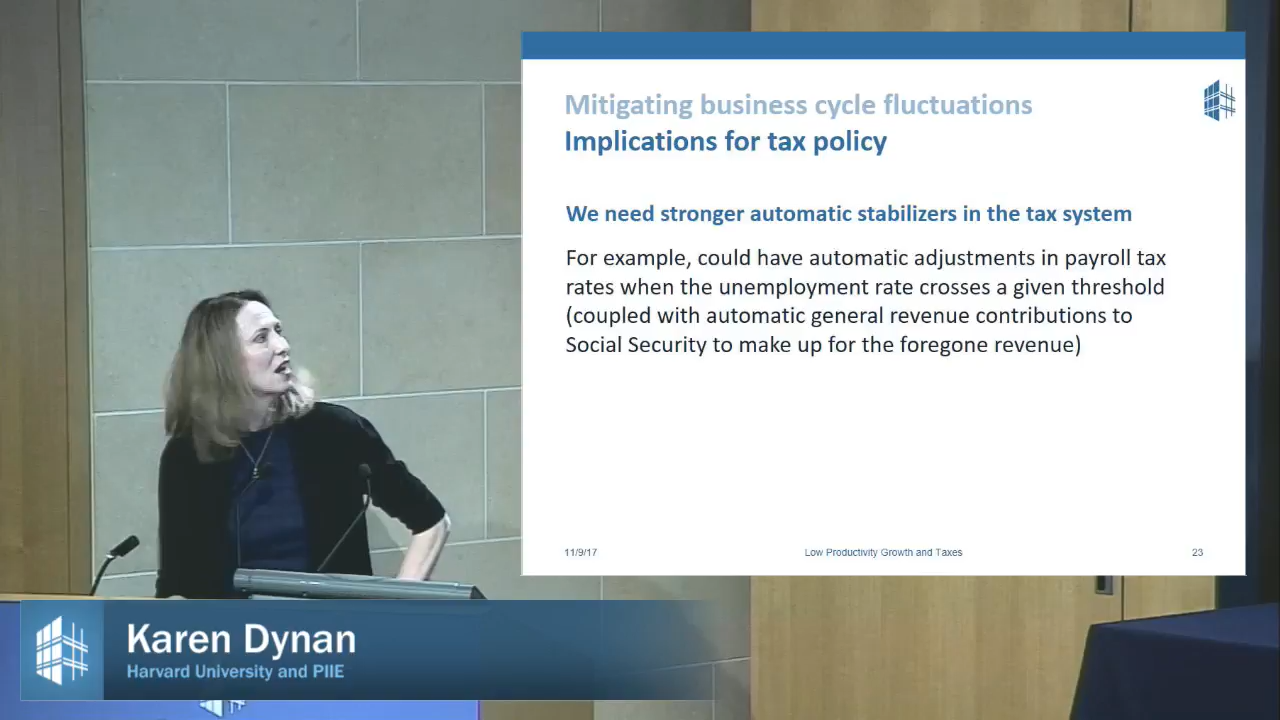 Mitigating business cycle fluctuations
Implications for tax policy
We need stronger automatic stabilizers in the tax system
For example, could have automatic adjustments in payroll tax
rates when the unemployment rate crosses a given threshold
(coupled with automatic general revenue contributions to
Social Security to make up for the foregone revenue)
11/9/17
Low Productivity Growth and Taxes
23
Karen Dynan
Harvard University and PIIE